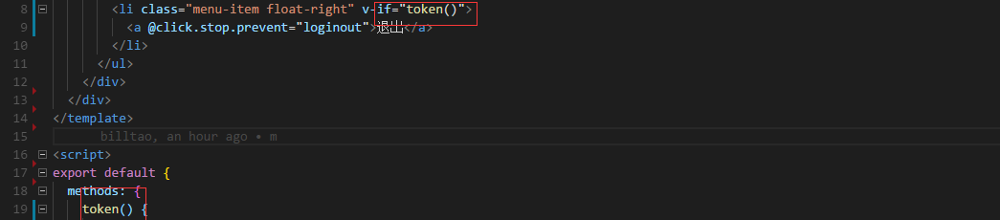 8 <li class="menu-item float-right" v-if="token()">
9 <a @click.stop.prevent="loginout">退出</a>
10 </li>
11 </ul>
12 </div>
13 </div>
14 </template>
15 billtao, an hour ago • m
16 <script>
17 export default {
18 methods: {
19 token() {